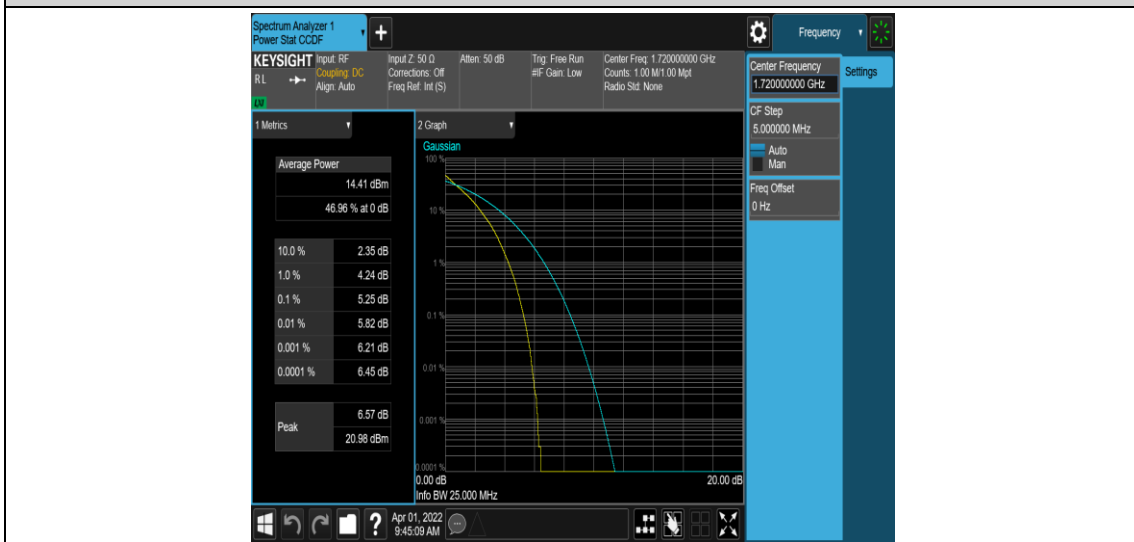 Spectrum Analyzer 1
Power Stat CCDF
+
Frequency
KEYSIGHT
RL
LXI
Input: RF
Coupling: DC
Align: Auto
Input Z: 50 Ω
Corrections: Off
Freq Ref: Int (S)
Atten: 50 dB
Trig: Free Run
#IF Gain: Low
Center Freq: 1.720000000 GHz
Counts: 1.00 M/1.00 Mpt
Radio Std: None
Center Frequency
1.720000000 GHz
Settings
CF Step
5.000000 MHz
Auto
Man
Freq Offset
0 Hz
1 Metrics
Average Power
14.41 dBm
46.96 % at 0 dB
10.0 % 2.35 dB
1.0 % 4.24 dB
0.1 % 5.25 dB
0.01 % 5.82 dB
0.001 % 6.21 dB
0.0001 % 6.45 dB
Peak 6.57 dB
20.98 dBm
2 Graph
Gaussian
100 %
10 %
1 %
0.1 %
0.01 %
0.001 %
0.0001 %
0.00 dB 20.00 dB
Info BW 25.000 MHz
?
Apr 01, 2022
9:45:09 AM